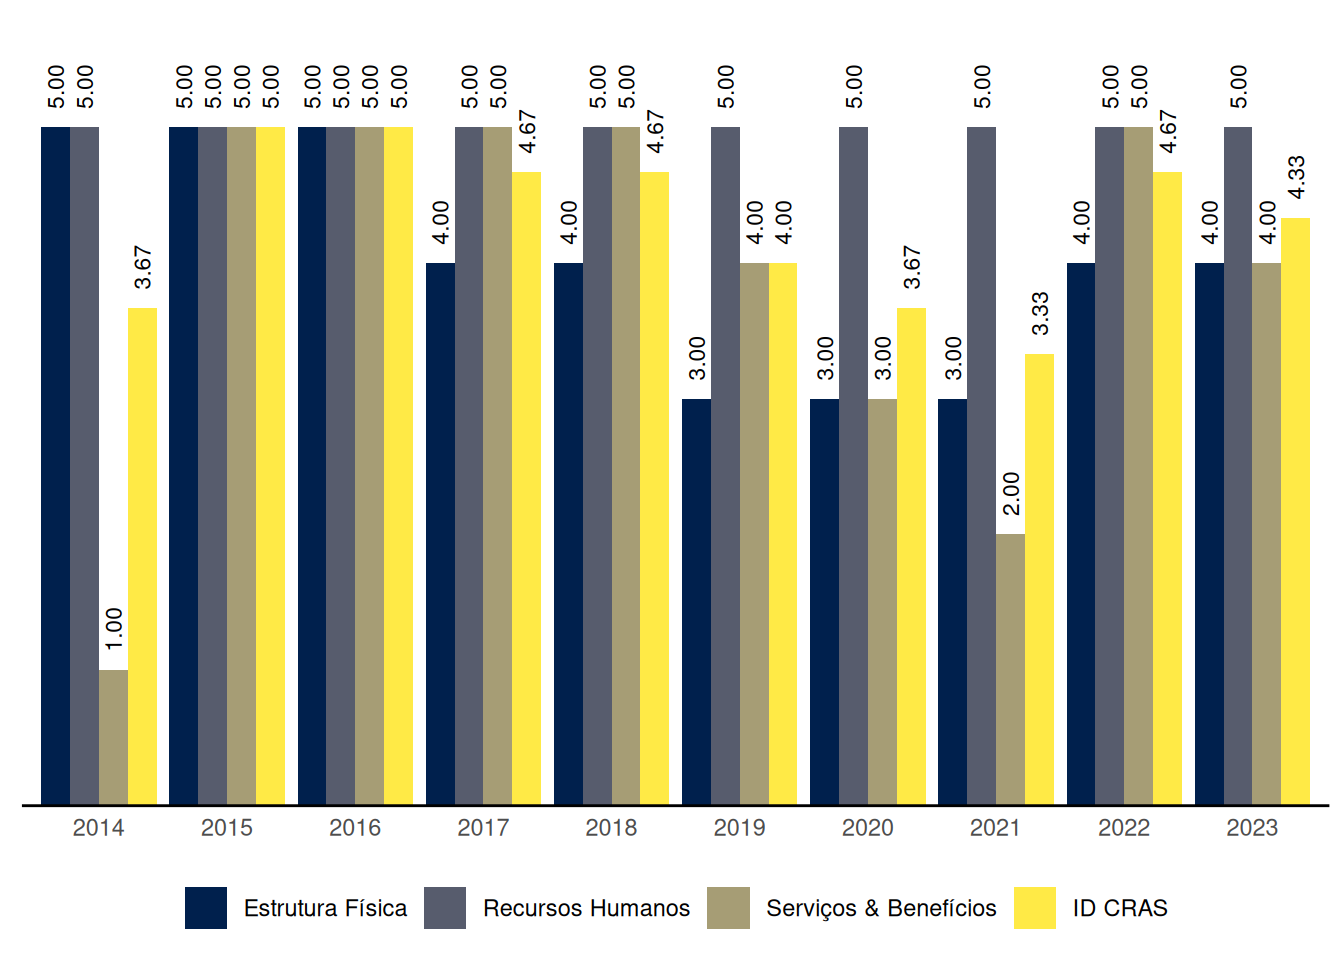 5.00 5.00 1.00 3.67
5.00 5.00 5.00 5.00
5.00 5.00 5.00 5.00
4.00 5.00 5.00 4.67
4.00 5.00 5.00 4.67
3.00 5.00 4.00 4.00
3.00 5.00 3.00 3.67
3.00 5.00 2.00 3.33
4.00 5.00 5.00 4.67
4.00 5.00 4.00 4.33
2014 2015 2016 2017 2018 2019 2020 2021 2022 2023
Estrutura Física Recursos Humanos Serviços & Benefícios ID CRAS